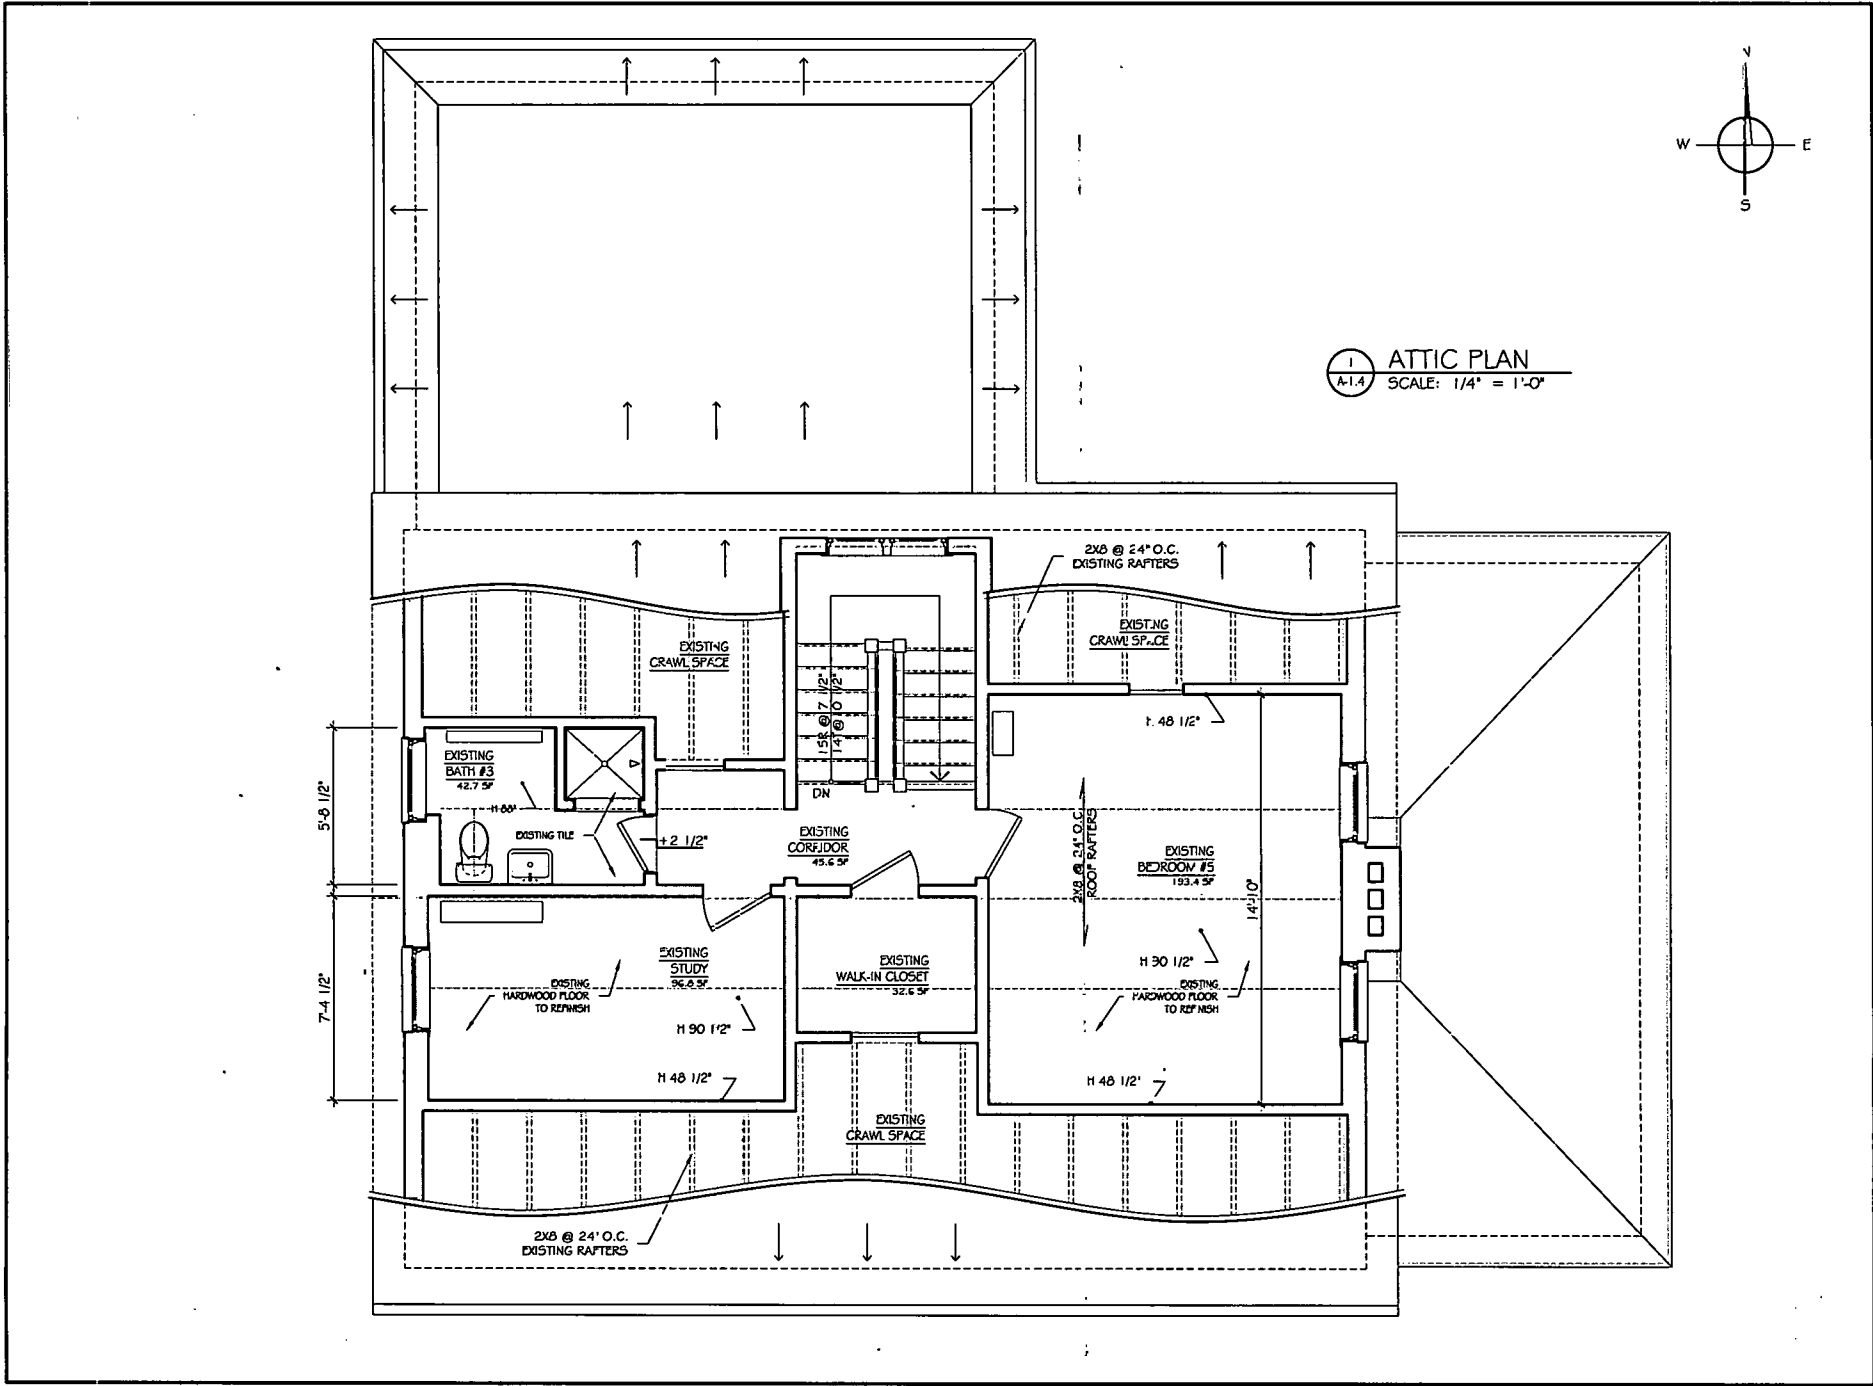 N
W
E
S
1
A-1.4
ATTIC PLAN
SCALE: 1/4" = 1'-0"
2X8 @ 24" O.C.
EXISTING RAFTERS
EXISTING
CRAWL SPACE
EXISTING
CRAWL SPACE
15R @ 7 1/2"
DN
H 48 1/2"
EXISTING
BATH #3
42.7 SF
H 88"
EXISTING TILE
+2 1/2"
5'-8 1/2"
EXISTING
CORRIDOR
45.6 SF
2X8 @ 24" O.C.
ROOF RAFTERS
EXISTING
BEDROOM #5
193.4 SF
14'-10"
H 90 1/2"
EXISTING
HARDWOOD FLOOR
TO REFINISH
7'-4 1/2"
EXISTING
STUDY
96.8 SF
EXISTING
HARDWOOD FLOOR
TO REFINISH
H 90 1/2"
H 48 1/2"
EXISTING
WALK-IN CLOSET
32.6 SF
H 48 1/2"
EXISTING
CRAWL SPACE
2X8 @ 24" O.C.
EXISTING RAFTERS